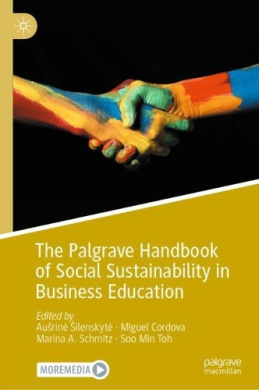 The Palgrave Handbook
of Social Sustainability in
Business Education
Edited by
Aušrinė Šilenskytė · Miguel Cordova
Marina A. Schmitz · Soo Min Toh
MOREMEDIA
palgrave
macmillan